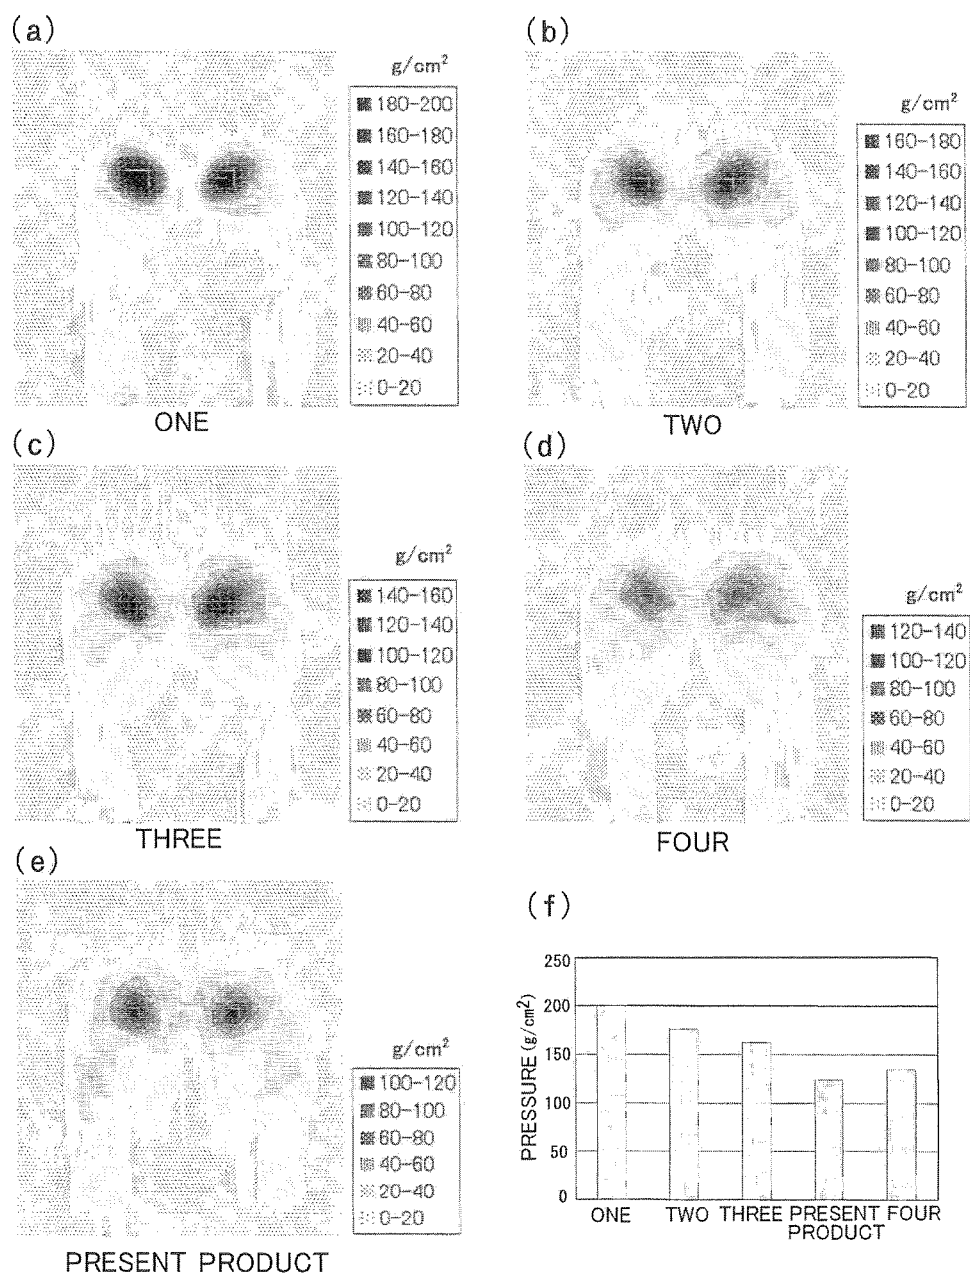 (a)
g/cm²
180-200
160-180
140-160
120-140
100-120
80-100
60-80
40-60
20-40
0-20
ONE
(b)
g/cm²
160-180
140-160
120-140
100-120
80-100
60-80
40-60
20-40
0-20
TWO
(c)
g/cm²
140-160
120-140
100-120
80-100
60-80
40-60
20-40
0-20
THREE
(d)
g/cm²
120-140
100-120
80-100
60-80
40-60
20-40
0-20
FOUR
(e)
g/cm²
100-120
80-100
60-80
40-60
20-40
0-20
PRESENT PRODUCT
(f)
PRESSURE (g/cm²)
250
200
150
100
50
0
ONE TWO THREE PRESENT FOUR
PRODUCT